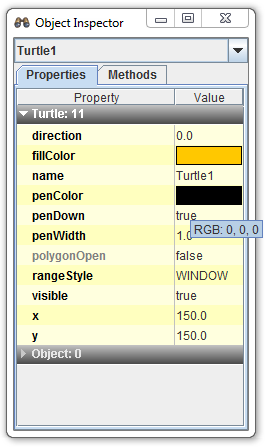 Object Inspector
Turtle1
Properties Methods
Property Value
Turtle: 11
direction 0.0
fillColor
name Turtle1
penColor
penDown true
RGB: 0, 0, 0
penWidth 1.0
polygonOpen false
rangeStyle WINDOW
visible true
x 150.0
y 150.0
Object: 0